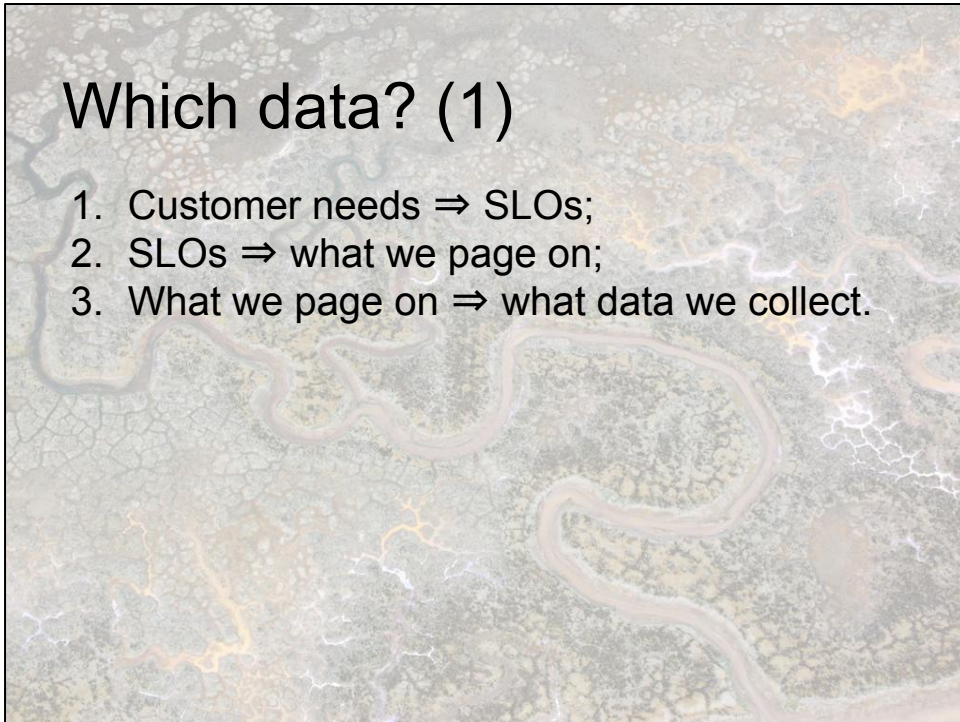 Which data? (1)
1. Customer needs ⇒ SLOs;
2. SLOs ⇒ what we page on;
3. What we page on ⇒ what data we collect.